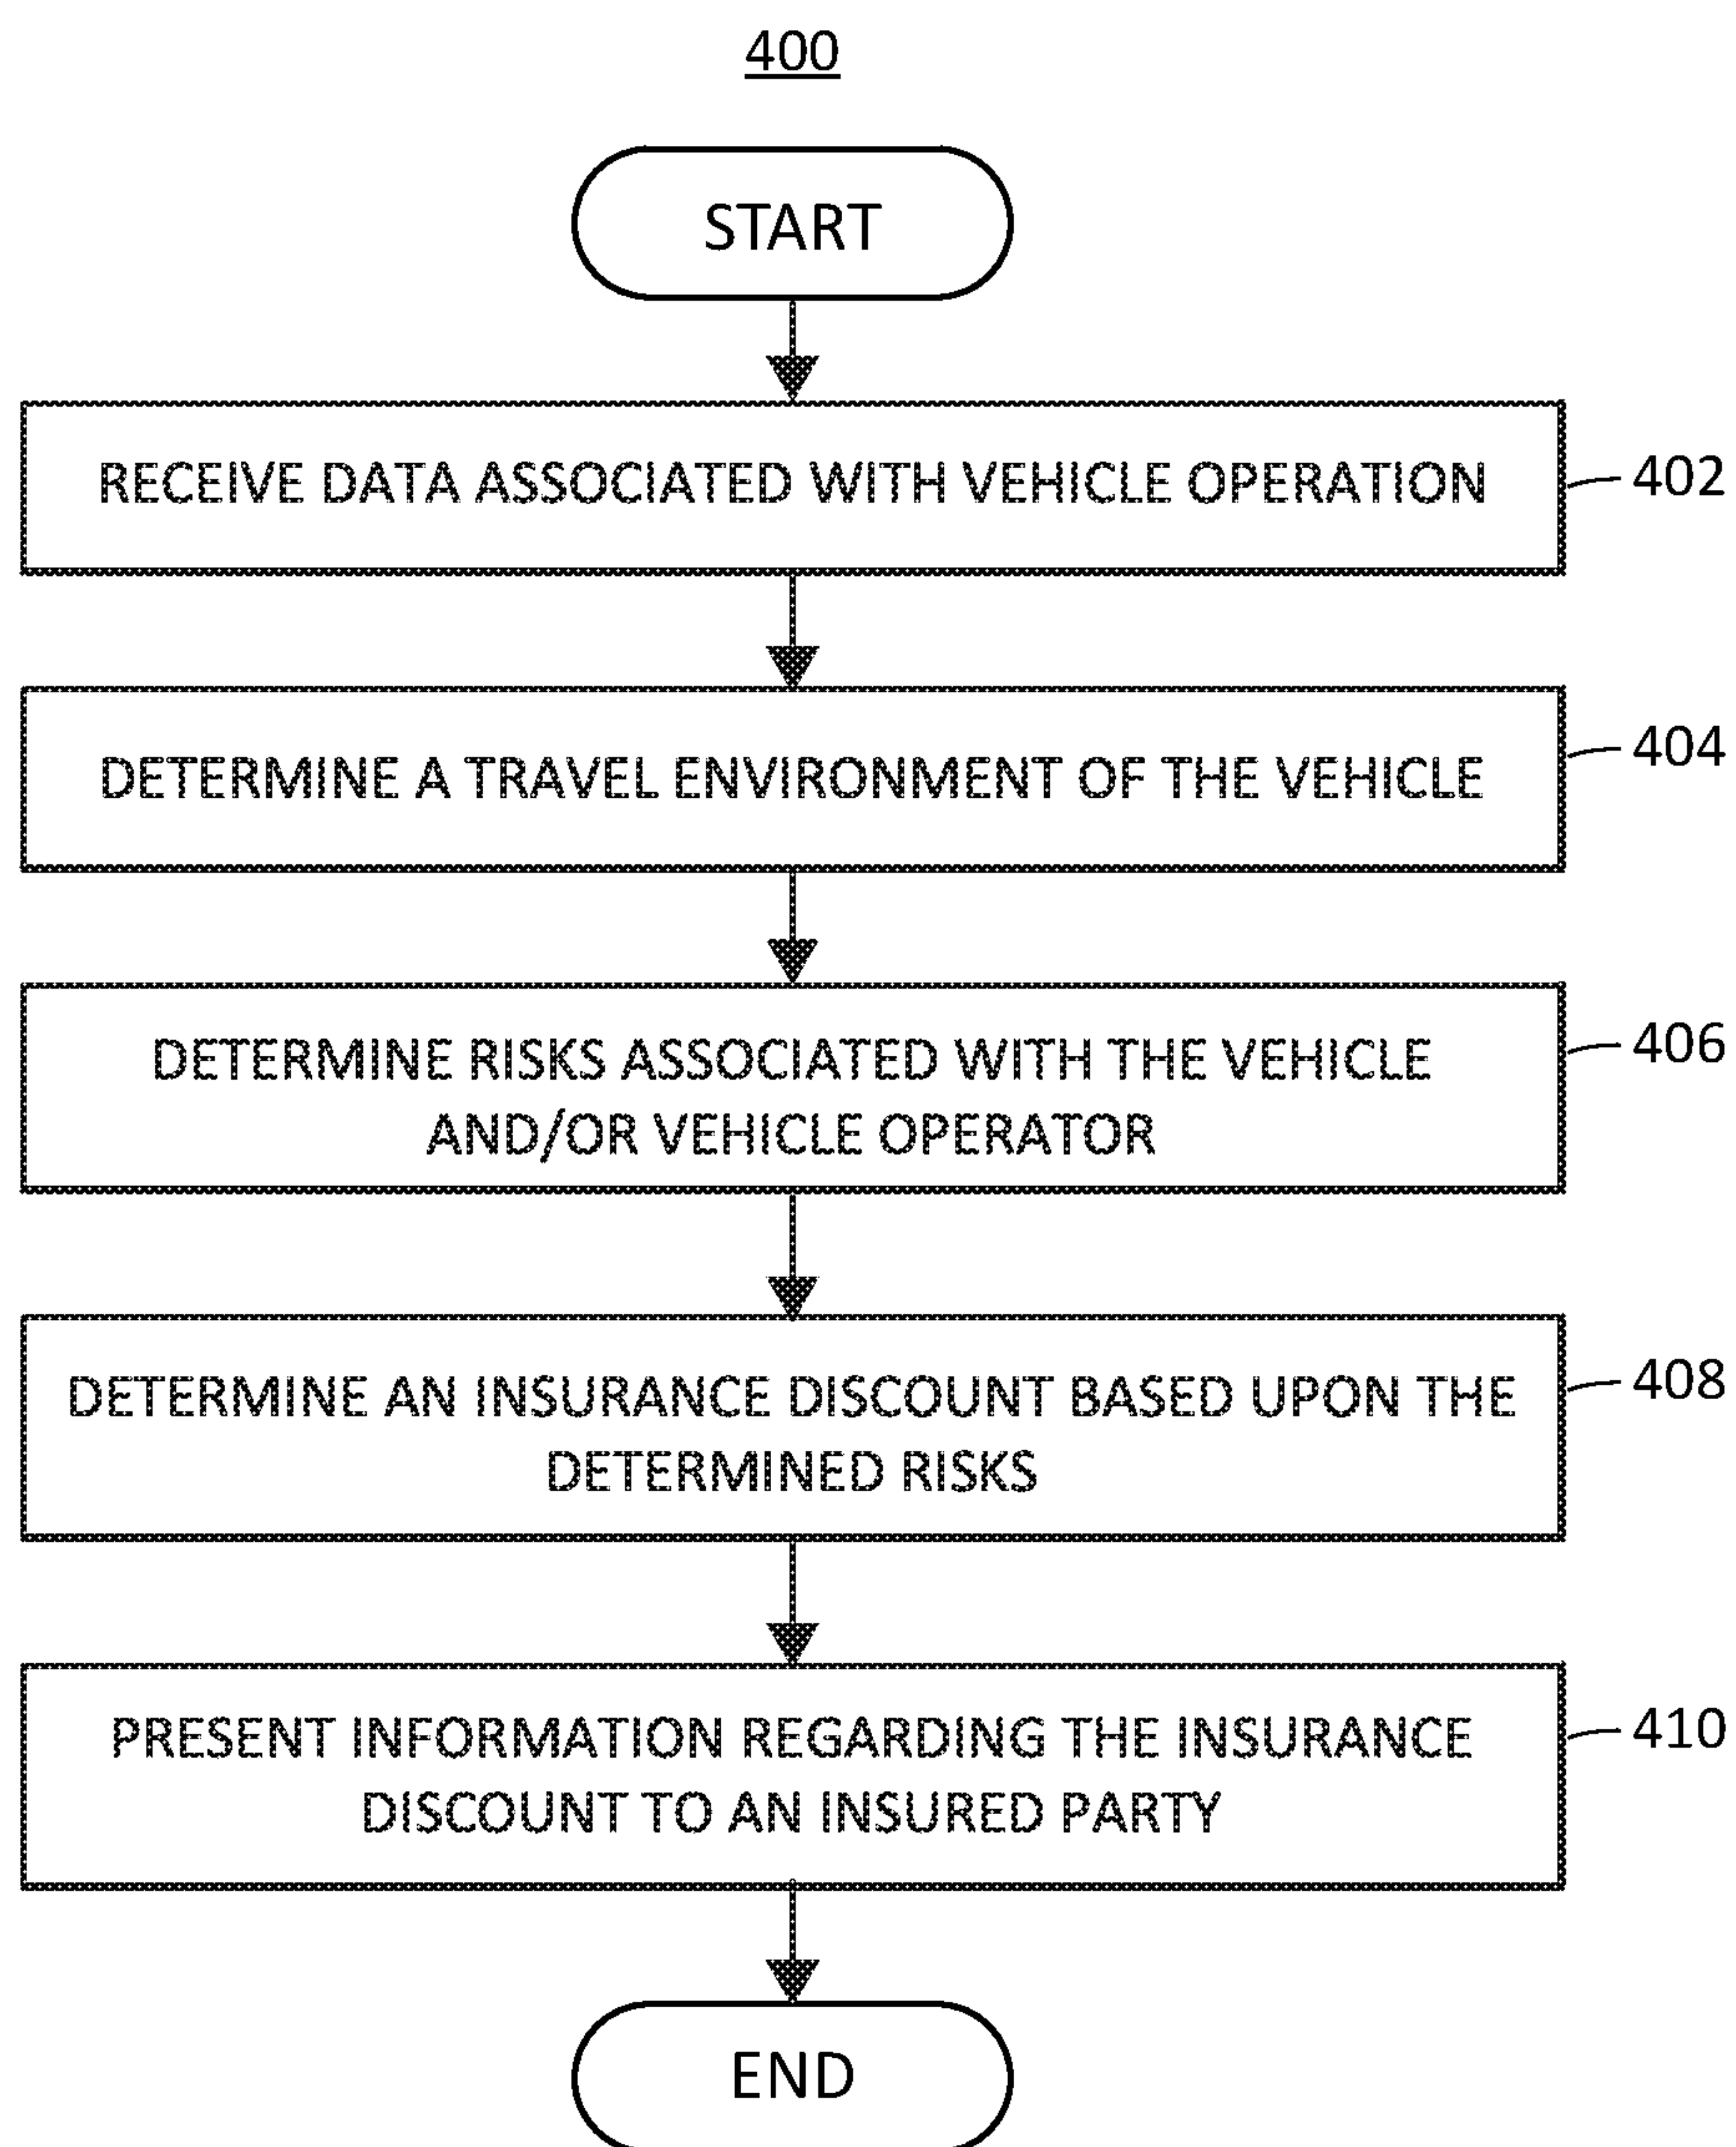 400
START
RECEIVE DATA ASSOCIATED WITH VEHICLE OPERATION
402
DETERMINE A TRAVEL ENVIRONMENT OF THE VEHICLE
404
DETERMINE RISKS ASSOCIATED WITH THE VEHICLE
AND/OR VEHICLE OPERATOR
406
DETERMINE AN INSURANCE DISCOUNT BASED UPON THE
DETERMINED RISKS
408
PRESENT INFORMATION REGARDING THE INSURANCE
DISCOUNT TO AN INSURED PARTY
410
END